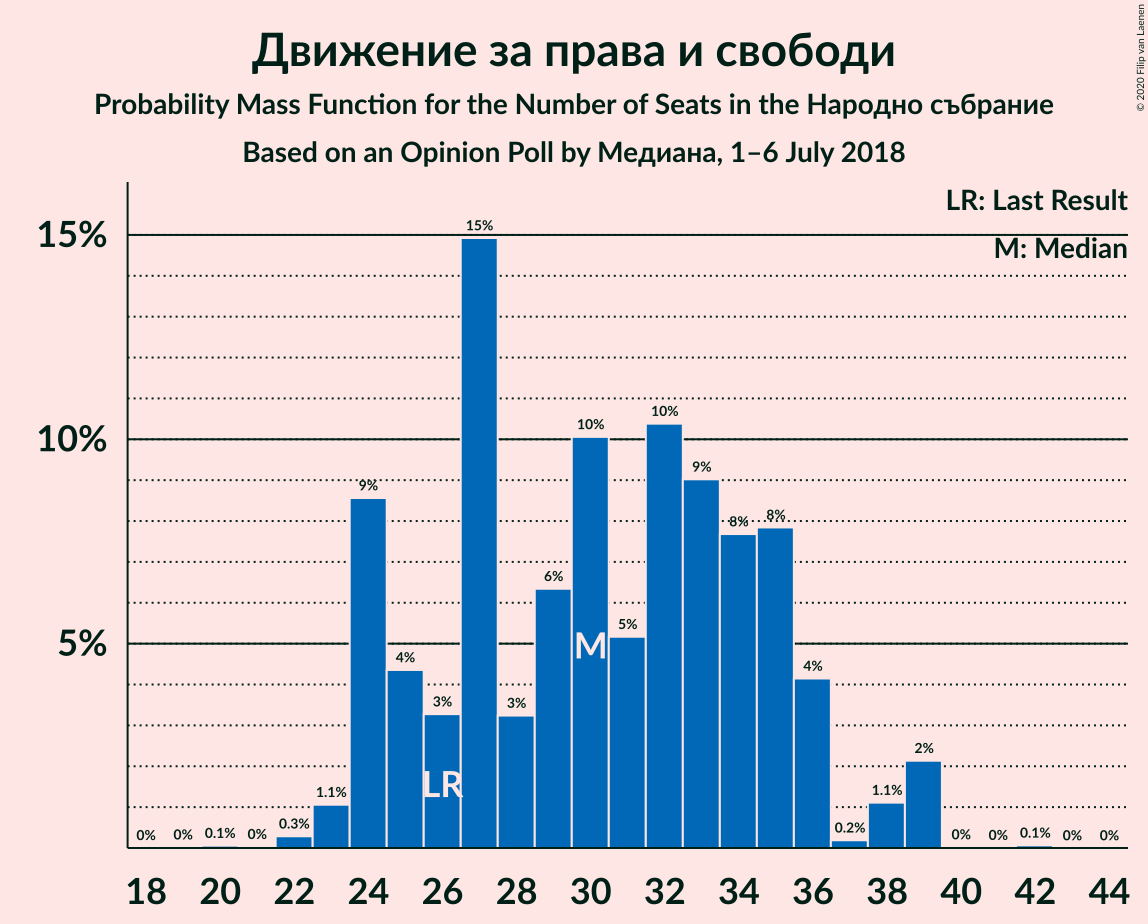 Движение за права и свободи
Probability Mass Function for the Number of Seats in the Народно събрание
Based on an Opinion Poll by Медиана, 1–6 July 2018
© 2020 Filip van Laenen
LR: Last Result
M: Median
15%
10%
5%
0% 0% 0.1% 0% 0.3% 1.1% 9% 4% 3% 15% 3% 6% 10% 5% 10% 9% 8% 8% 4% 0.2% 1.1% 2% 0% 0% 0.1% 0% 0%
LR
M
18 20 22 24 26 28 30 32 34 36 38 40 42 44